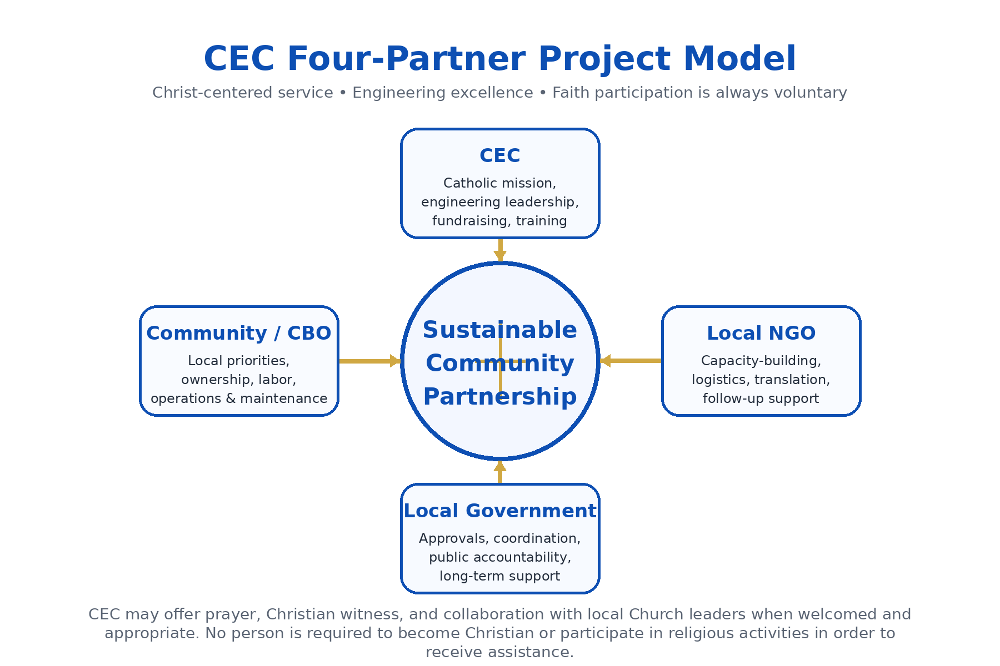 CEC Four-Partner Project Model
Christ-centered service • Engineering excellence • Faith participation is always voluntary
CEC
Catholic mission,
engineering leadership,
fundraising, training
Community / CBO
Local priorities,
ownership, labor,
operations & maintenance
Sustainable
Community
Partnership
Local NGO
Capacity-building,
logistics, translation,
follow-up support
Local Government
Approvals, coordination,
public accountability,
long-term support
CEC may offer prayer, Christian witness, and collaboration with local Church leaders when welcomed and
appropriate. No person is required to become Christian or participate in religious activities in order to
receive assistance.